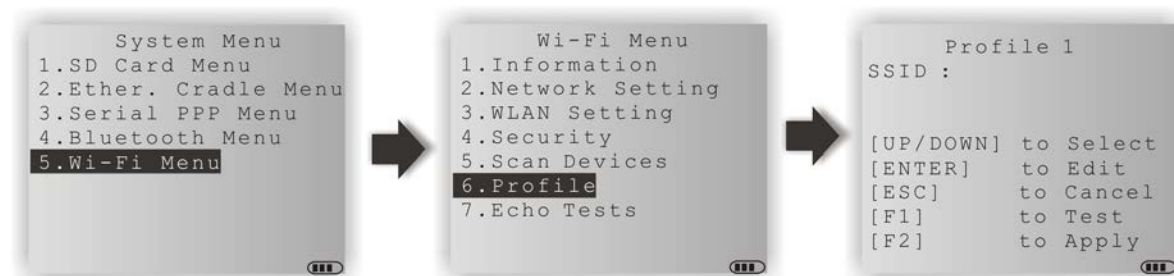 System Menu
1.SD Card Menu
2.Ether. Cradle Menu
3.Serial PPP Menu
4.Bluetooth Menu
5.Wi-Fi Menu
Wi-Fi Menu
1.Information
2.Network Setting
3.WLAN Setting
4.Security
5.Scan Devices
6.Profile
7.Echo Tests
Profile 1
SSID :
[UP/DOWN] to Select
[ENTER] to Edit
[ESC] to Cancel
[F1] to Test
[F2] to Apply